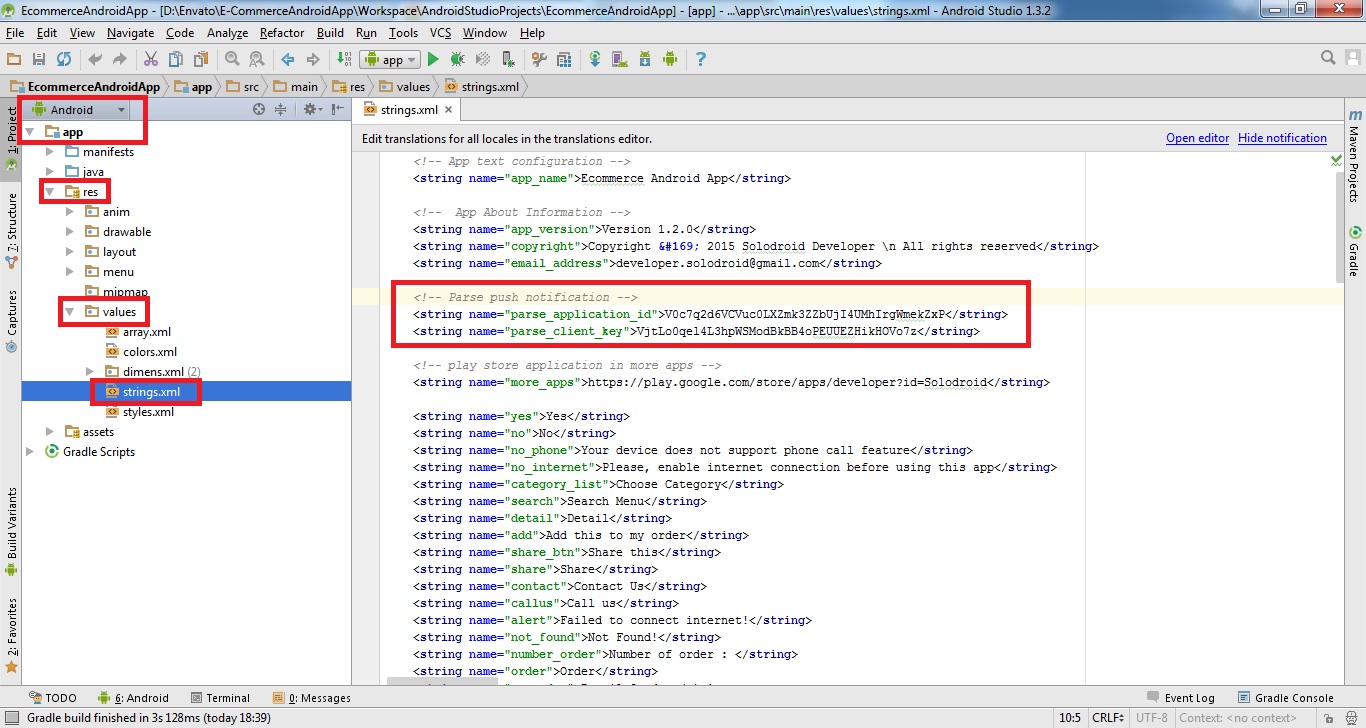 EcommerceAndroidApp - [D:\Envato\E-CommerceAndroidApp\Workspace\AndroidStudioProjects\EcommerceAndroidApp] - [app] - ...\app\src\main\res\values\strings.xml - Android Studio 1.3.2
File Edit View Navigate Code Analyze Refactor Build Run Tools VCS Window Help
app
EcommerceAndroidApp app src main res values strings.xml
1: Project
7: Structure
Captures
Build Variants
2: Favorites
Android
app
manifests
java
res
anim
drawable
layout
menu
mipmap
values
array.xml
colors.xml
dimens.xml (2)
strings.xml
styles.xml
assets
Gradle Scripts
strings.xml
Edit translations for all locales in the translations editor. Open editor Hide notification
<!-- App text configuration -->
<string name="app_name">Ecommerce Android App</string>
<!-- App About Information -->
<string name="app_version">Version 1.2.0</string>
<string name="copyright">Copyright &#169; 2015 Solodroid Developer \n All rights reserved</string>
<string name="email_address">developer.solodroid@gmail.com</string>
<!-- Parse push notification -->
<string name="parse_application_id">V0c7q2d6VCVuc0LXZmk3ZZbUjI4UMhIrgWmekZxP</string>
<string name="parse_client_key">VjtLo0qel4L3hpWSModBkBB4oPEUUEZHikHOVo7z</string>
<!-- play store application in more apps -->
<string name="more_apps">https://play.google.com/store/apps/developer?id=Solodroid</string>
<string name="yes">Yes</string>
<string name="no">No</string>
<string name="no_phone">Your device does not support phone call feature</string>
<string name="no_internet">Please, enable internet connection before using this app</string>
<string name="category_list">Choose Category</string>
<string name="search">Search Menu</string>
<string name="detail">Detail</string>
<string name="add">Add this to my order</string>
<string name="share_btn">Share this</string>
<string name="share">Share</string>
<string name="contact">Contact Us</string>
<string name="callus">Call us</string>
<string name="alert">Failed to connect internet!</string>
<string name="not_found">Not Found!</string>
<string name="number_order">Number of order : </string>
<string name="order">Order</string>
Maven Projects
Gradle
TODO 6: Android Terminal 0: Messages Event Log Gradle Console
Gradle build finished in 3s 128ms (today 18:39) 10:5 CRLF UTF-8 Context: <no context>